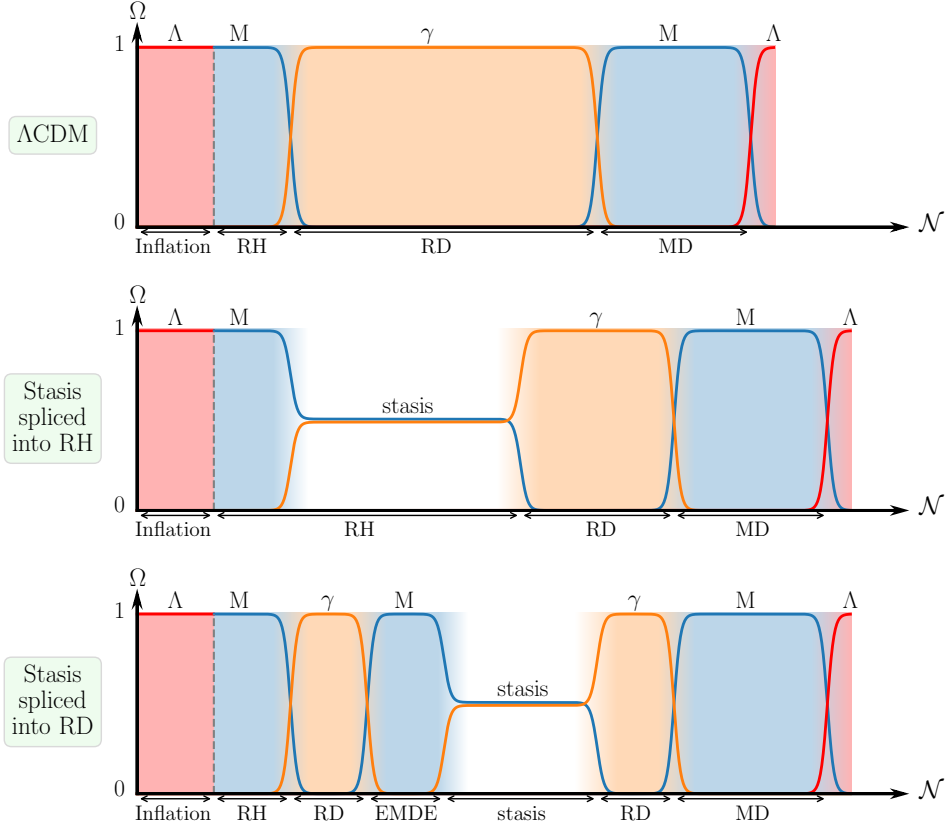 Ω
1
Λ M γ M Λ
ΛCDM
0
𝒩
Inflation RH RD MD
Ω
1
Λ M γ M Λ
Stasis
spliced
into RH
stasis
0
𝒩
Inflation RH RD MD
Ω
1
Λ M γ M γ M Λ
Stasis
spliced
into RD
stasis
0
𝒩
Inflation RH RD EMDE stasis RD MD